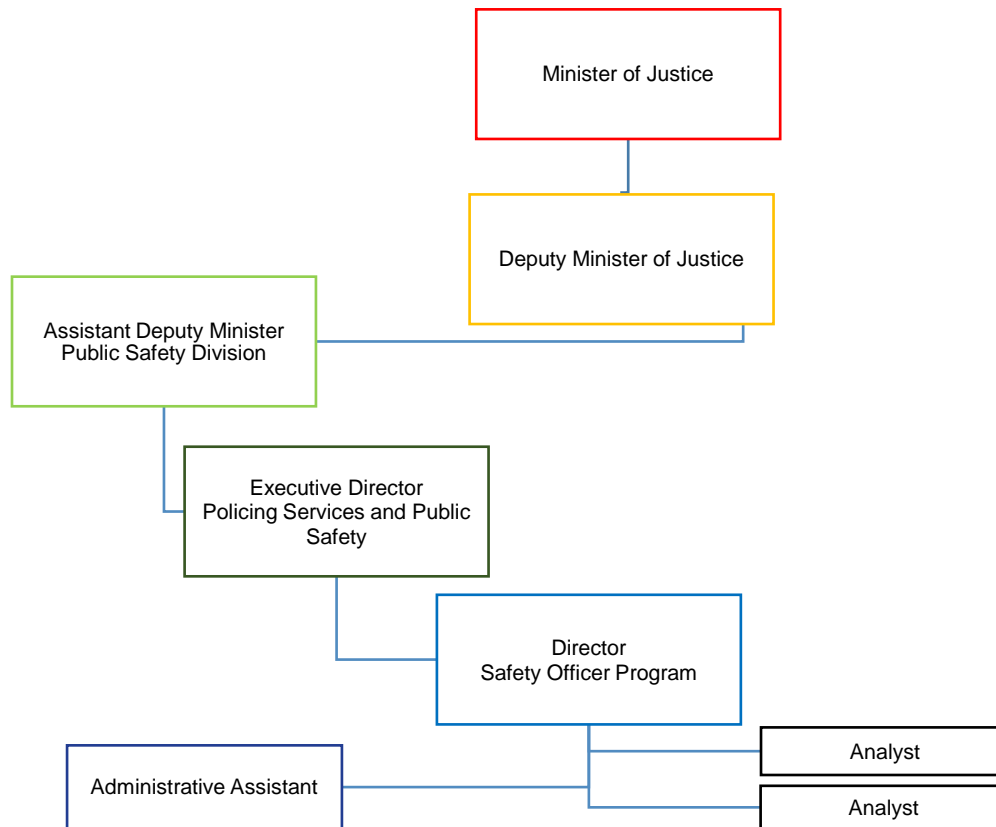 Minister of Justice
Deputy Minister of Justice
Assistant Deputy Minister
Public Safety Division
Executive Director
Policing Services and Public
Safety
Director
Safety Officer Program
Analyst
Administrative Assistant
Analyst